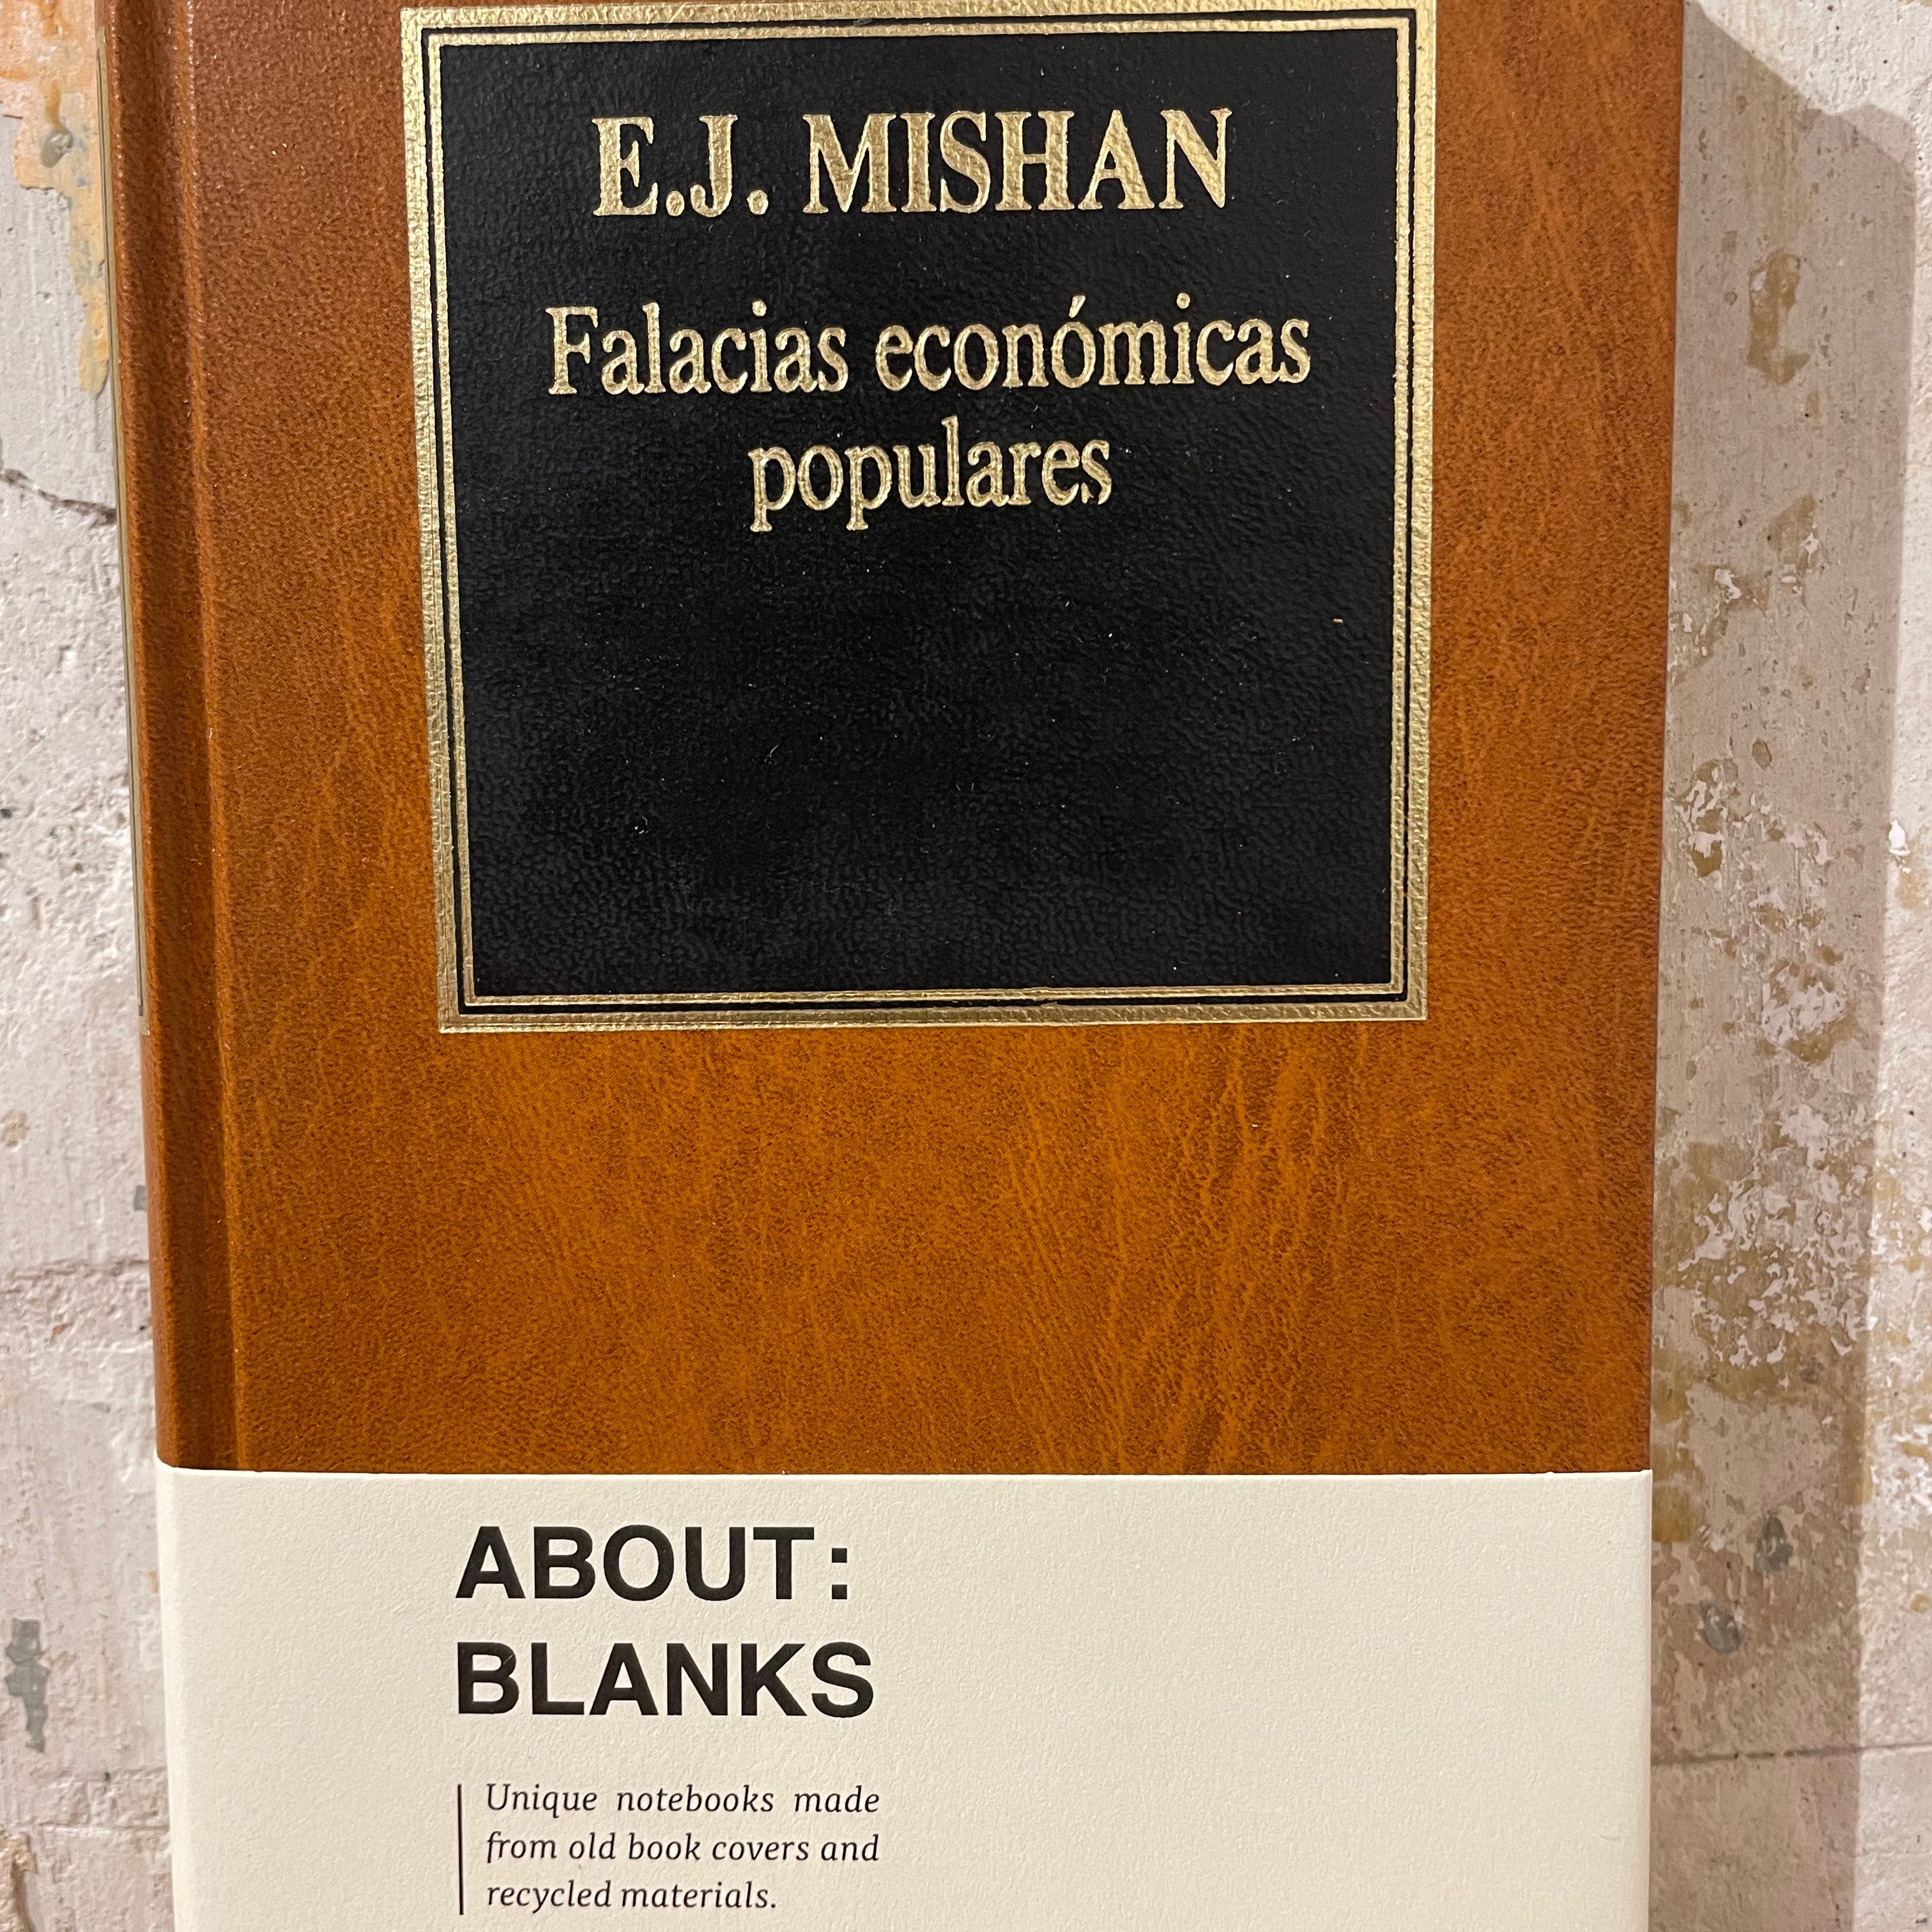 E.J. MISHAN
Falacias económicas
populares
ABOUT:
BLANKS
Unique notebooks made
from old book covers and
recycled materials.